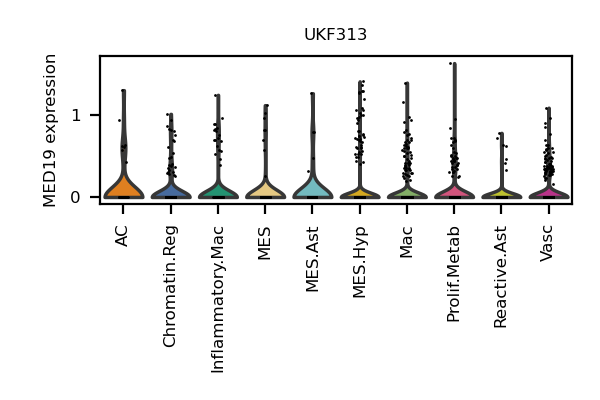 UKF313
MED19 expression
1
0
AC
Chromatin.Reg
Inflammatory.Mac
MES
MES.Ast
MES.Hyp
Mac
Prolif.Metab
Reactive.Ast
Vasc